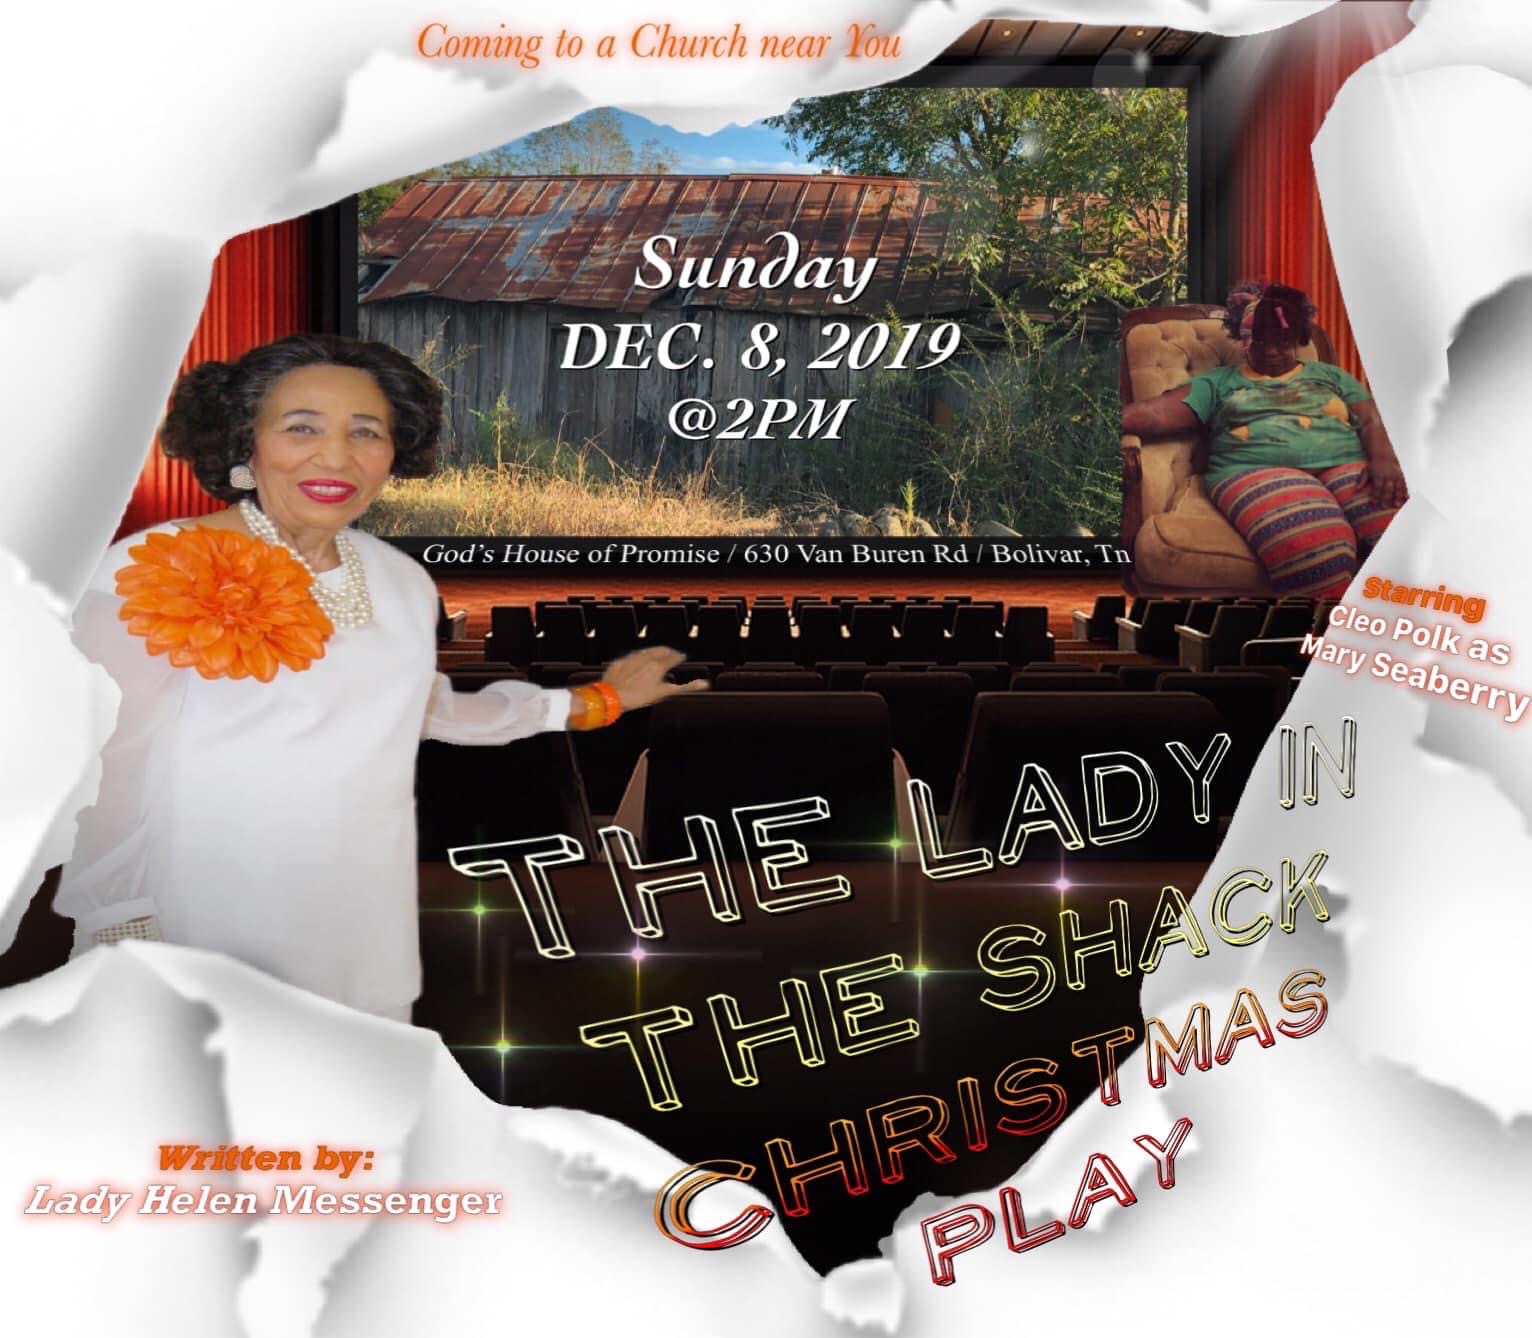 Coming to a Church near You
Sunday
DEC. 8, 2019
@2PM
God's House of Promise / 630 Van Buren Rd / Bolivar, Tn
Starring
Cleo Polk as
Mary Seaberry
THE LADY IN
THE SHACK
CHRISTMAS
PLAY
Written by:
Lady Helen Messenger